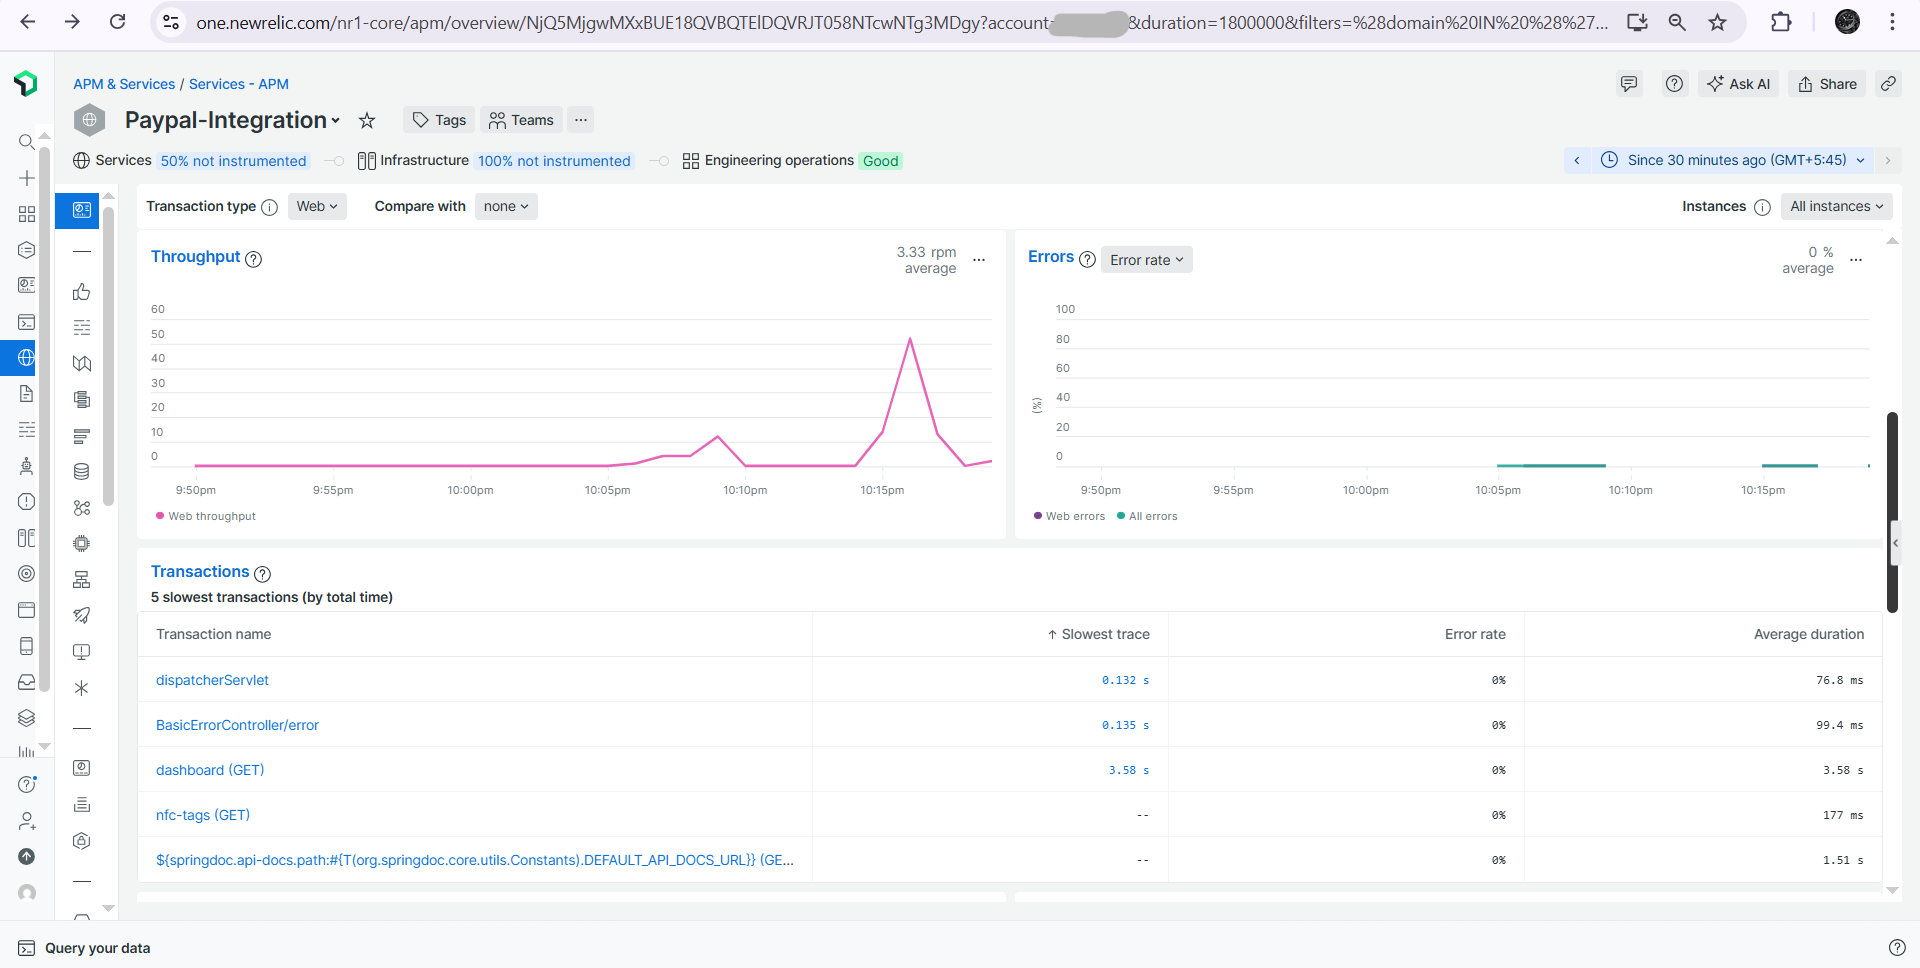 one.newrelic.com/nr1-core/apm/overview/NjQ5MjgwMXxBUE18QVBQTElDQVRJT058NTcwNTg3MDgy?account &duration=1800000&filters=%28domain%20IN%20%28%27...
APM & Services / Services - APM
Ask AI
Share
Paypal-Integration
Tags
Teams
...
Services 50% not instrumented
Infrastructure 100% not instrumented
Engineering operations Good
Since 30 minutes ago (GMT+5:45)
Transaction type Web
Compare with none
Instances All instances
Throughput
3.33 rpm
average
...
60
50
40
30
20
10
0
9:50pm 9:55pm 10:00pm 10:05pm 10:10pm 10:15pm
Web throughput
Errors Error rate
0 %
average
...
100
80
60
40
20
0
(%)
9:50pm 9:55pm 10:00pm 10:05pm 10:10pm 10:15pm
Web errors All errors
Transactions
5 slowest transactions (by total time)
Transaction name ↑ Slowest trace Error rate Average duration
dispatcherServlet 0.132 s 0% 76.8 ms
BasicErrorController/error 0.135 s 0% 99.4 ms
dashboard (GET) 3.58 s 0% 3.58 s
nfc-tags (GET) -- 0% 177 ms
${springdoc.api-docs.path:#{T(org.springdoc.core.utils.Constants).DEFAULT_API_DOCS_URL}} (GE... -- 0% 1.51 s
Query your data